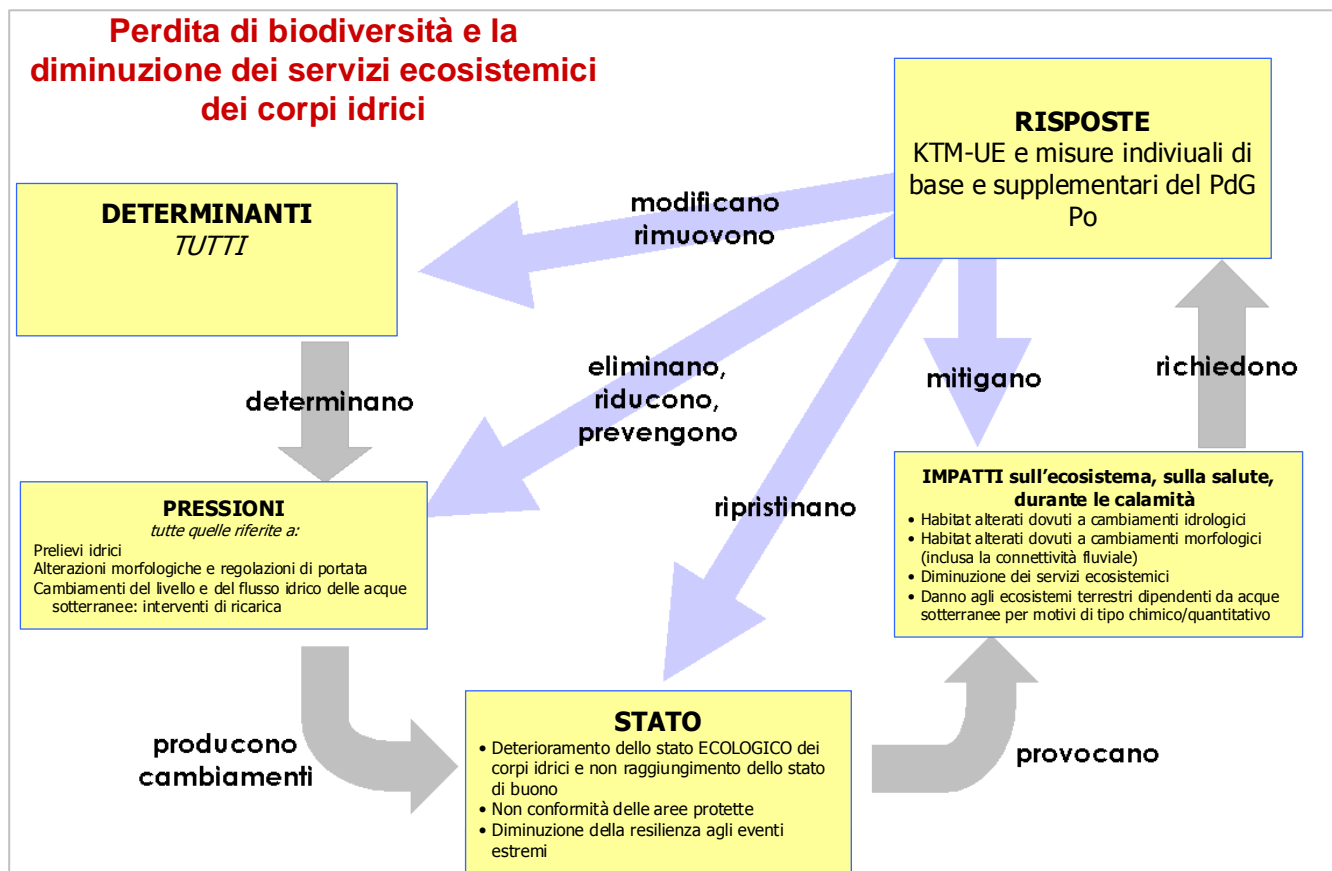 Perdita di biodiversità e la
diminuzione dei servizi ecosistemici
dei corpi idrici
RISPOSTE
KTM-UE e misure indiviuali di
base e supplementari del PdG
Po
DETERMINANTI
TUTTI
modificano
rimuovono
determinano
eliminano,
riducono,
prevengono
mitigano
richiedono
PRESSIONI
tutte quelle riferite a:
Prelievi idrici
Alterazioni morfologiche e regolazioni di portata
Cambiamenti del livello e del flusso idrico delle acque
sotterranee: interventi di ricarica
ripristinano
IMPATTI sull'ecosistema, sulla salute,
durante le calamità
• Habitat alterati dovuti a cambiamenti idrologici
• Habitat alterati dovuti a cambiamenti morfologici
(inclusa la connettività fluviale)
• Diminuzione dei servizi ecosistemici
• Danno agli ecosistemi terrestri dipendenti da acque
sotterranee per motivi di tipo chimico/quantitativo
producono
cambiamenti
STATO
• Deterioramento dello stato ECOLOGICO dei
corpi idrici e non raggiungimento dello stato
di buono
• Non conformità delle aree protette
• Diminuzione della resilienza agli eventi
estremi
provocano